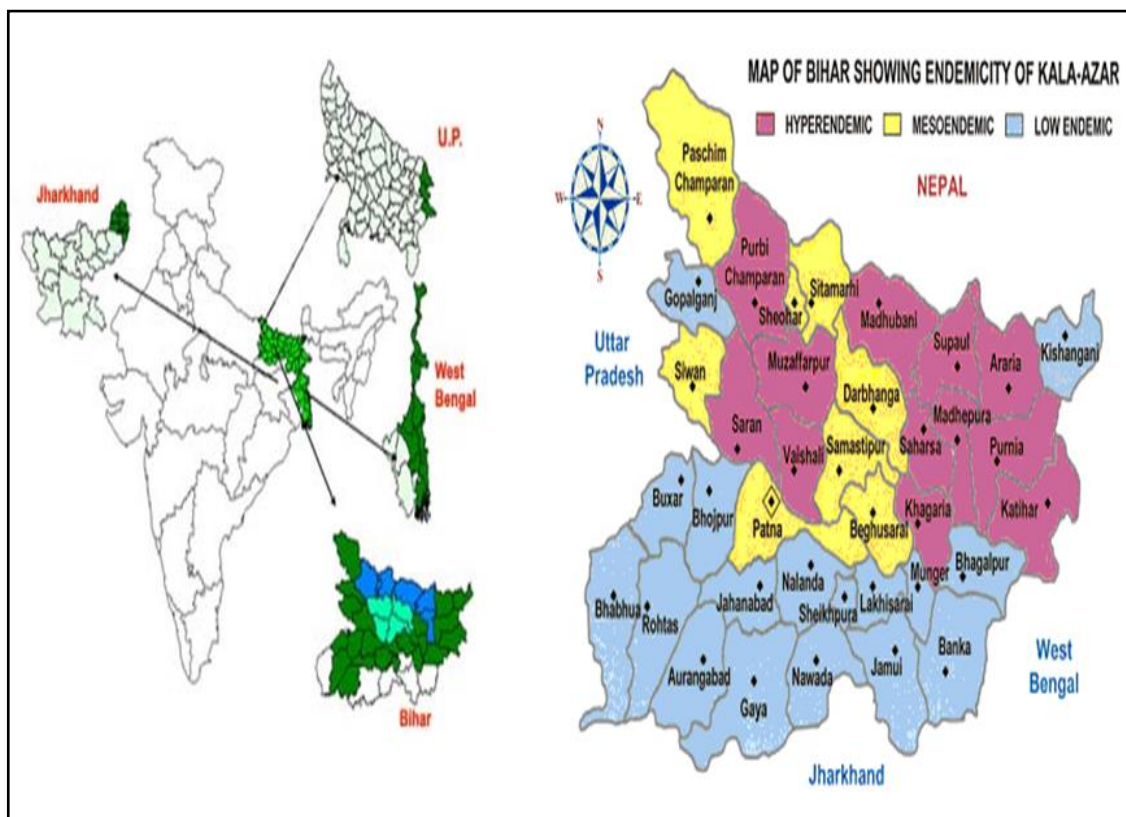 U.P.
Jharkhand
West
Bengal
Bihar
MAP OF BIHAR SHOWING ENDEMICITY OF KALA-AZAR
HYPERENDEMIC
MESOENDEMIC
LOW ENDEMIC
N
W
E
S
NEPAL
Paschim
Champaran
Purbi
Champaran
Gopalganj
Sheohar
Sitamarhi
Madhubani
Supaul
Araria
Kishanganj
Uttar
Pradesh
Siwan
Muzaffarpur
Darbhanga
Madhepura
Saran
Vaishali
Samastipur
Saharsa
Purnia
Buxar
Bhojpur
Patna
Beghusarai
Khagaria
Katihar
Bhabhua
Rohtas
Jahanabad
Nalanda
Sheikhpura
Lakhisarai
Munger
Bhagalpur
Aurangabad
Gaya
Nawada
Jamui
Banka
West
Bengal
Jharkhand